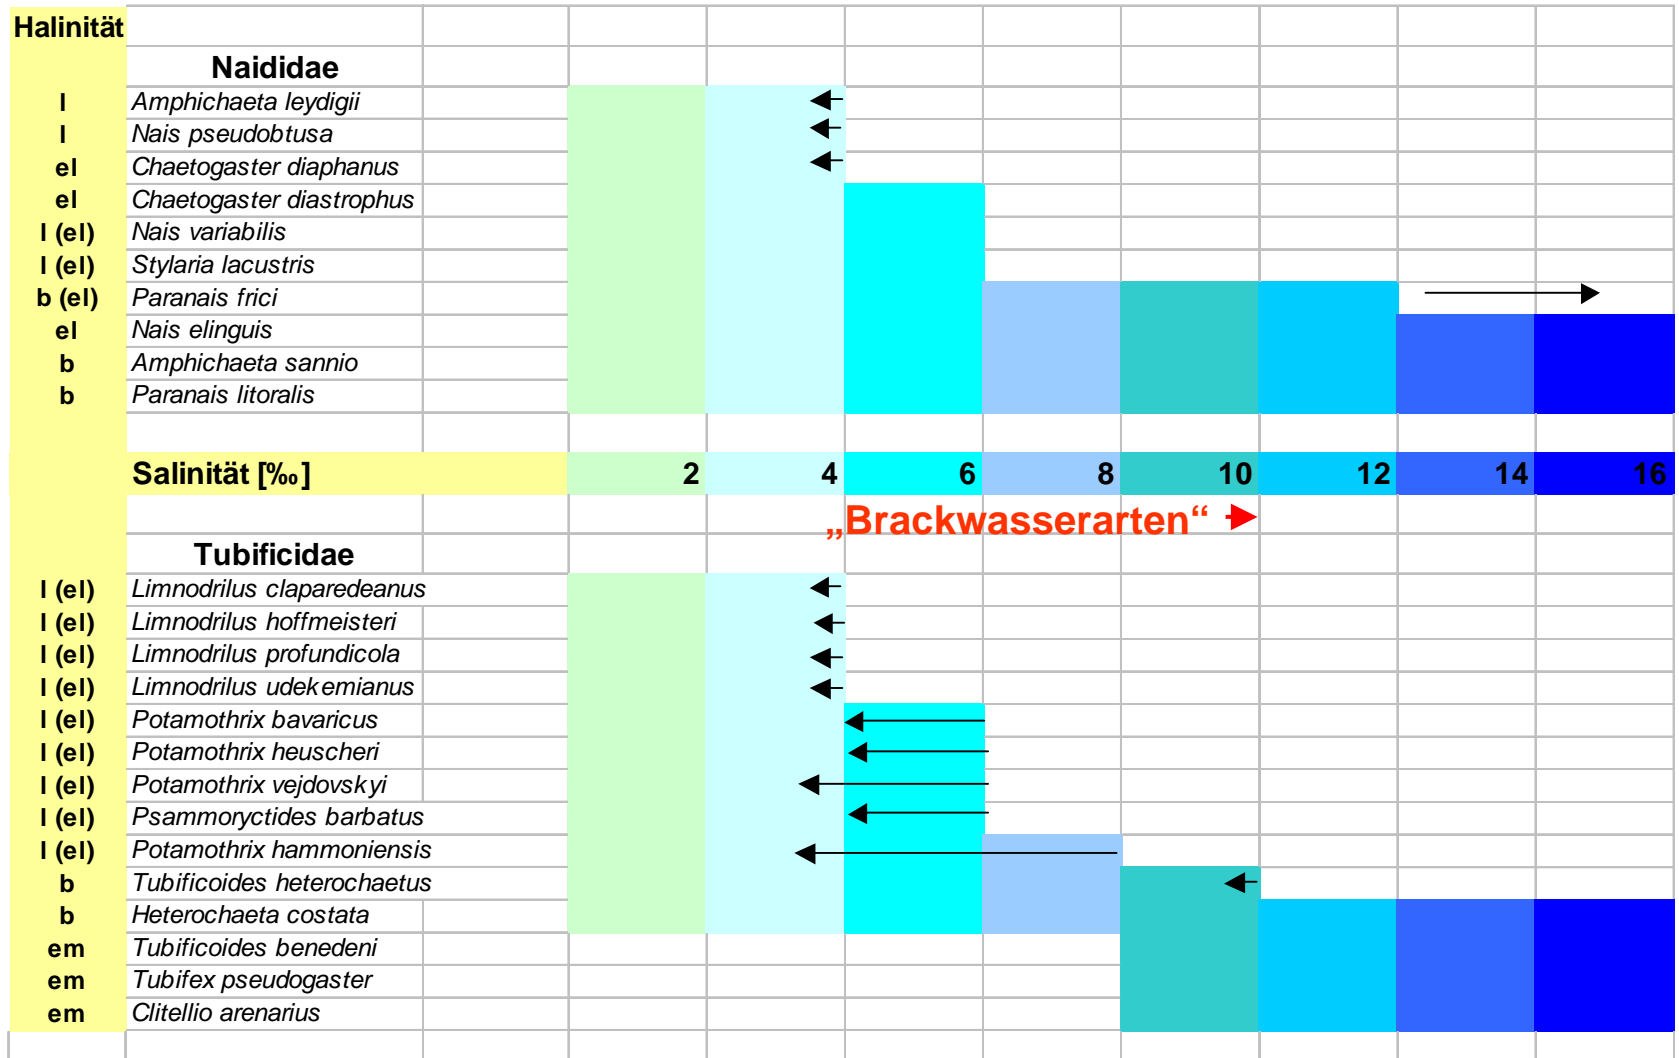 Halinität
Naididae
l Amphichaeta leydigii
l Nais pseudobtusa
el Chaetogaster diaphanus
el Chaetogaster diastrophus
l (el) Nais variabilis
l (el) Stylaria lacustris
b (el) Paranais frici
el Nais elinguis
b Amphichaeta sannio
b Paranais litoralis
Salinität [‰] 2 4 6 8 10 12 14 16
„Brackwasserarten“
Tubificidae
l (el) Limnodrilus claparedeanus
l (el) Limnodrilus hoffmeisteri
l (el) Limnodrilus profundicola
l (el) Limnodrilus udekemianus
l (el) Potamothrix bavaricus
l (el) Potamothrix heuscheri
l (el) Potamothrix vejdovskyi
l (el) Psammoryctides barbatus
l (el) Potamothrix hammoniensis
b Tubificoides heterochaetus
b Heterochaeta costata
em Tubificoides benedeni
em Tubifex pseudogaster
em Clitellio arenarius